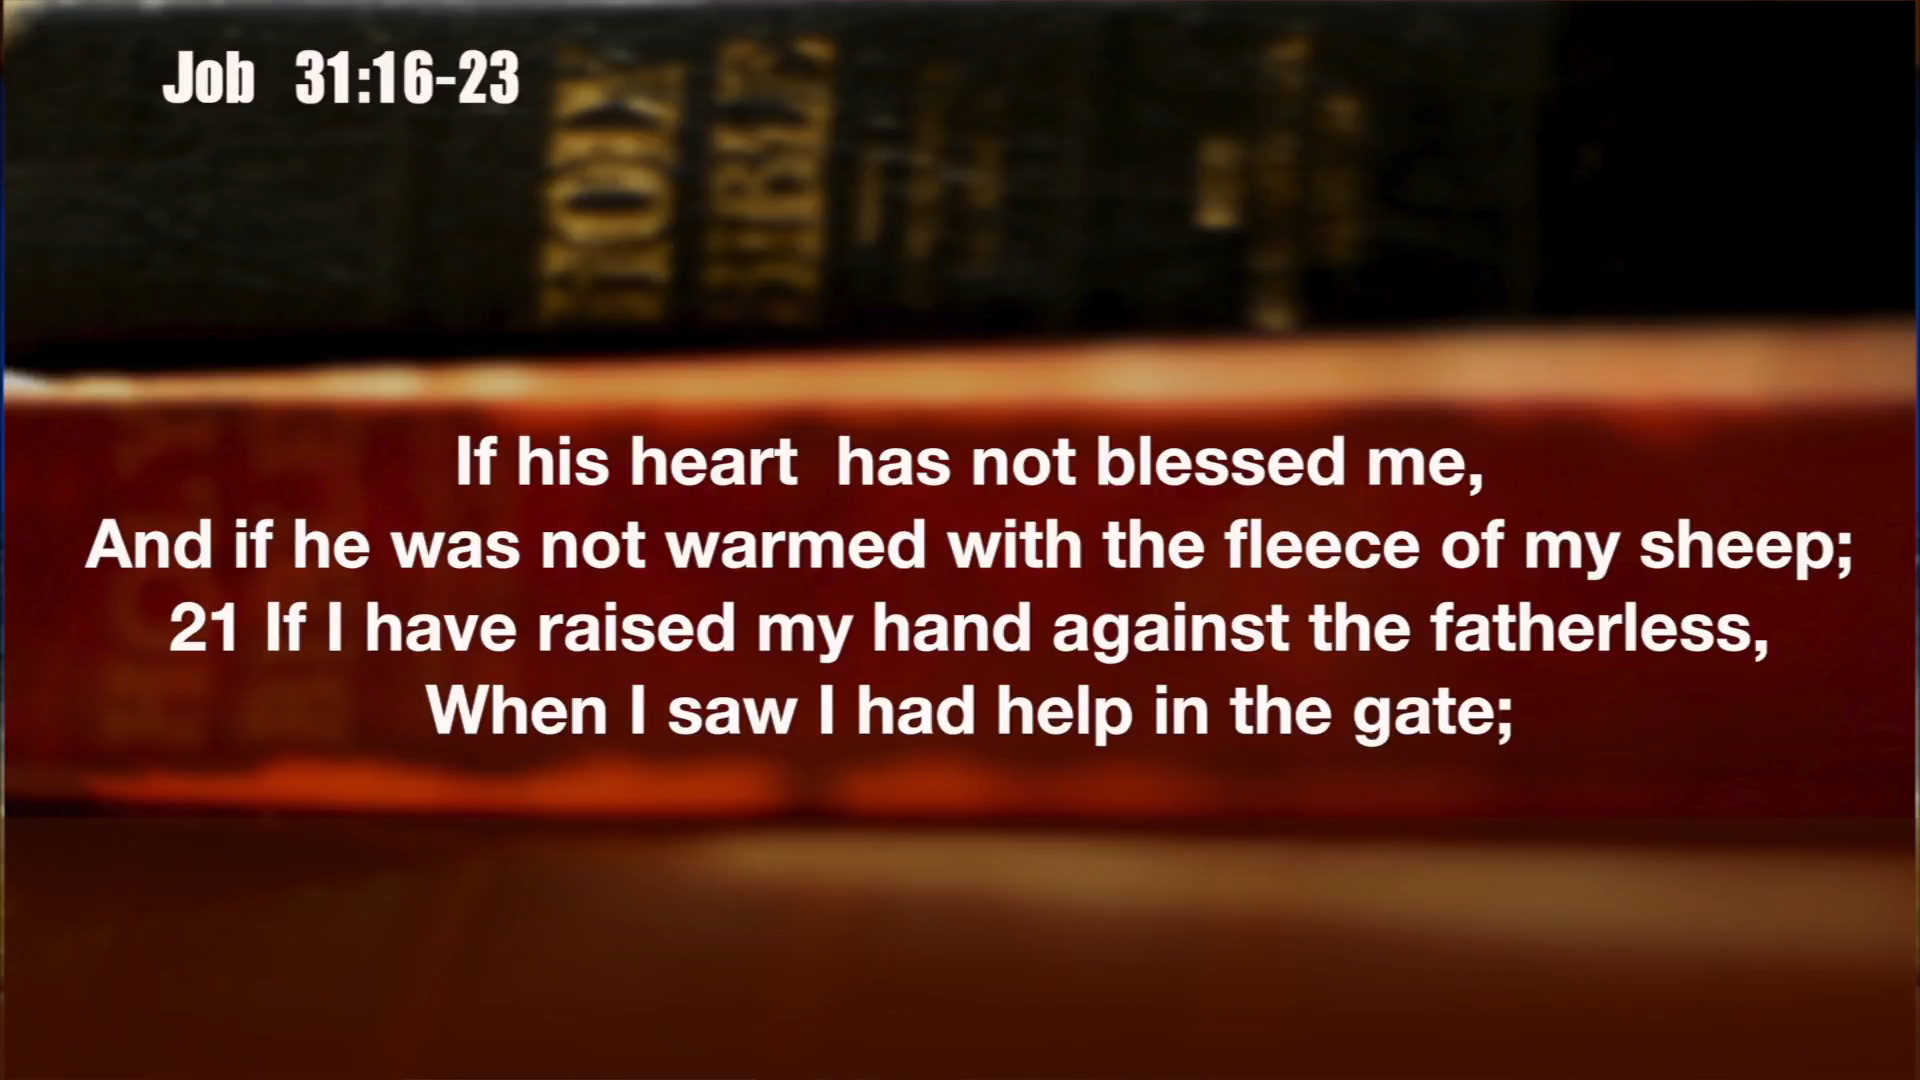 Job 31:16-23
If his heart has not blessed me,
And if he was not warmed with the fleece of my sheep;
21 If I have raised my hand against the fatherless,
When I saw I had help in the gate;